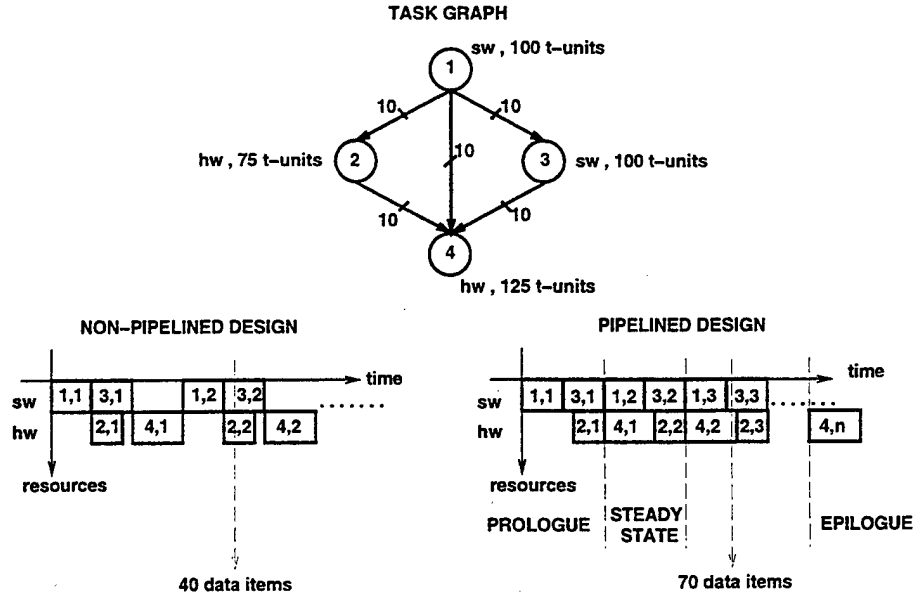 TASK GRAPH
sw , 100 t-units
1
10
10
10
hw , 75 t-units
2
3
sw , 100 t-units
10
10
4
hw , 125 t-units
NON-PIPELINED DESIGN
time
sw
1,1
3,1
1,2
3,2
........
hw
2,1
4,1
2,2
4,2
resources
40 data items
PIPELINED DESIGN
time
sw
1,1
3,1
1,2
3,2
1,3
3,3
........
hw
2,1
4,1
2,2
4,2
2,3
4,n
resources
PROLOGUE
STEADY
STATE
EPILOGUE
70 data items